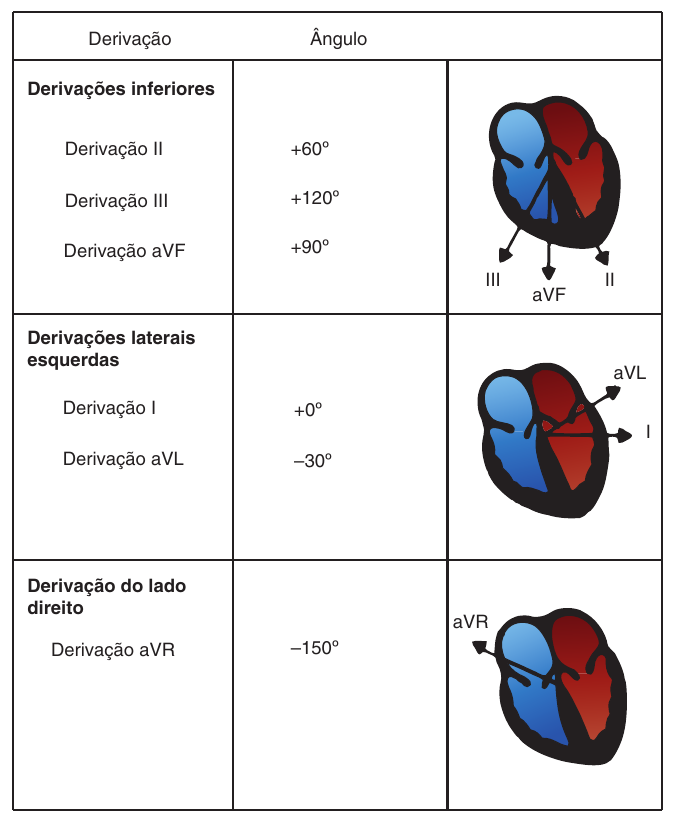 Derivação Ângulo
Derivações inferiores
Derivação II +60º
Derivação III +120º
Derivação aVF +90º
III
aVF
II
Derivações laterais
esquerdas
Derivação I +0º
Derivação aVL –30º
aVL
I
Derivação do lado
direito
Derivação aVR –150º
aVR